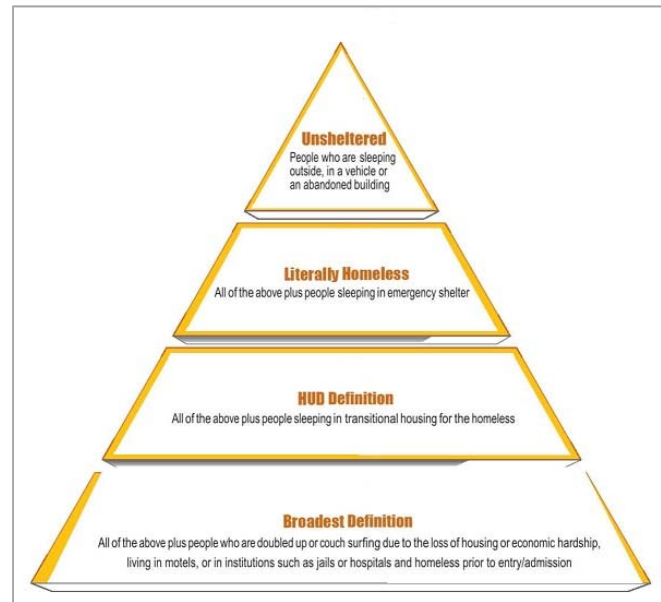 Unsheltered
People who are sleeping
outside, in a vehicle or
an abandoned building
Literally Homeless
All of the above plus people sleeping in emergency shelter
HUD Definition
All of the above plus people sleeping in transitional housing for the homeless
Broadest Definition
All of the above plus people who are doubled up or couch surfing due to the loss of housing or economic hardship,
living in motels, or in institutions such as jails or hospitals and homeless prior to entry/admission